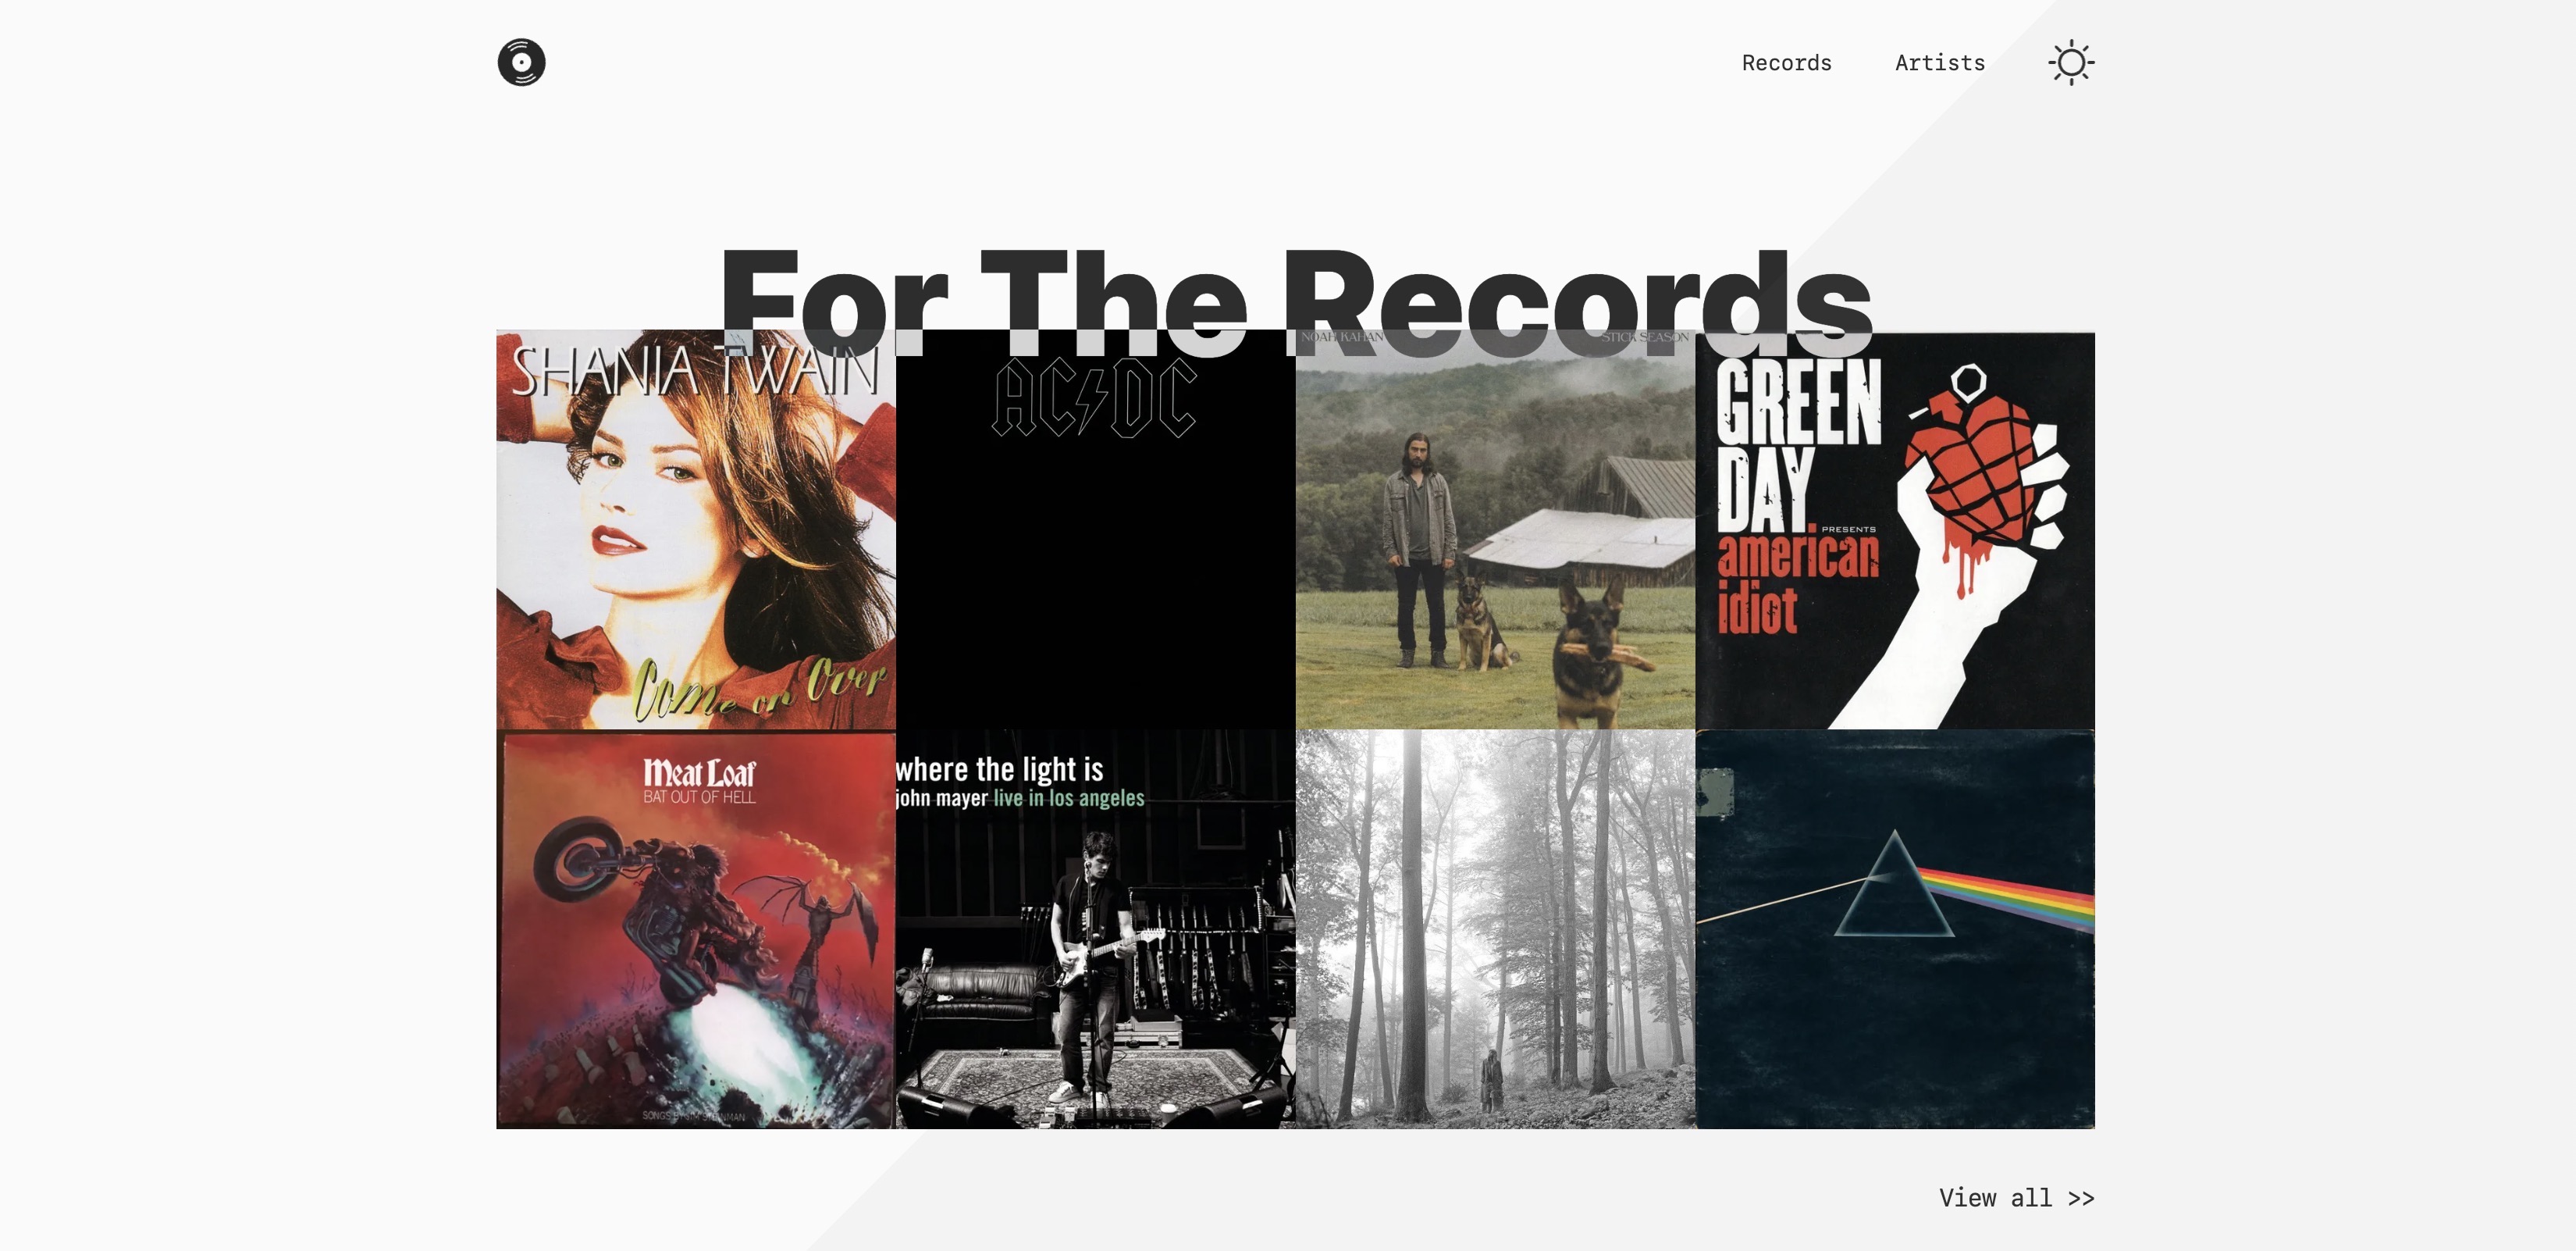 Records
Artists
For The Records
SHANIA TWAIN
Come on Over
AC DC
NOAH KAHAN
STICK SEASON
GREEN
DAY
PRESENTS
american
idiot
Meat Loaf
BAT OUT OF HELL
SONGS BY JIM STEINMAN
where the light is
john mayer live in los angeles
View all >>